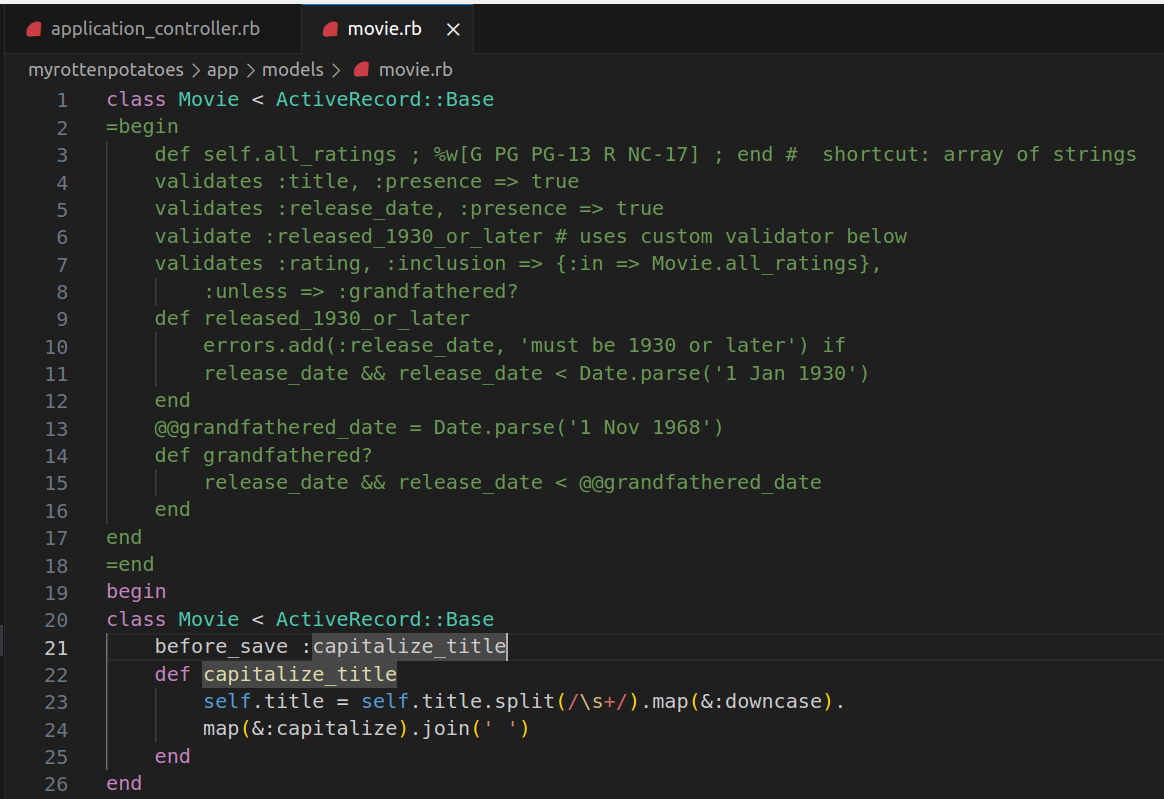 application_controller.rb movie.rb ×
myrottenpotatoes > app > models > movie.rb
1 class Movie < ActiveRecord::Base
2 =begin
3     def self.all_ratings ; %w[G PG PG-13 R NC-17] ; end #  shortcut: array of strings
4     validates :title, :presence => true
5     validates :release_date, :presence => true
6     validate :released_1930_or_later # uses custom validator below
7     validates :rating, :inclusion => {:in => Movie.all_ratings},
8         :unless => :grandfathered?
9     def released_1930_or_later
10         errors.add(:release_date, 'must be 1930 or later') if
11         release_date && release_date < Date.parse('1 Jan 1930')
12     end
13     @@grandfathered_date = Date.parse('1 Nov 1968')
14     def grandfathered?
15         release_date && release_date < @@grandfathered_date
16     end
17 end
18 =end
19 begin
20 class Movie < ActiveRecord::Base
21     before_save :capitalize_title
22     def capitalize_title
23         self.title = self.title.split(/\s+/).map(&:downcase).
24         map(&:capitalize).join(' ')
25     end
26 end